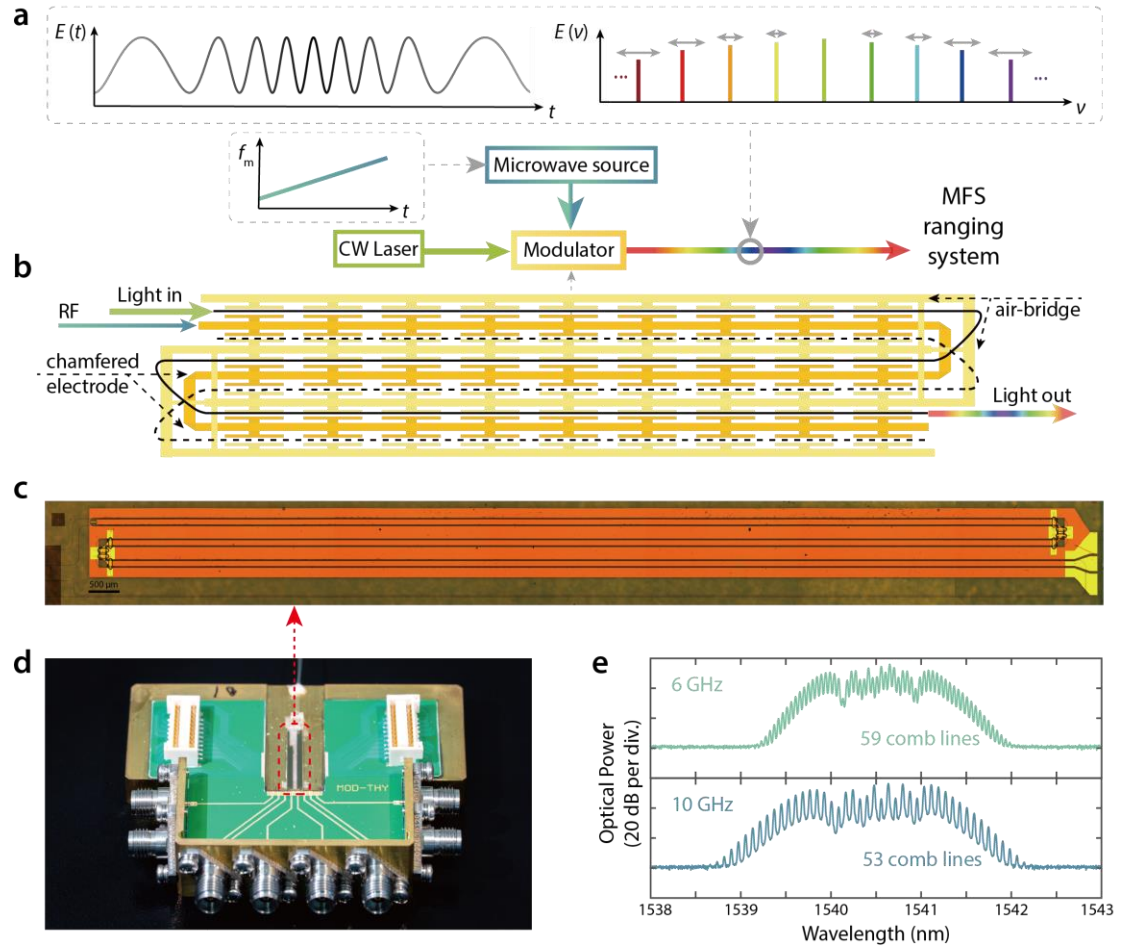 a
E (t)
t
E (ν)
...
...
ν
fm
t
Microwave source
CW Laser
Modulator
MFS
ranging
system
b
Light in
RF
air-bridge
chamfered
electrode
Light out
c
500 μm
d
MOD-THY
e
Optical Power
(20 dB per div.)
6 GHz
59 comb lines
10 GHz
53 comb lines
1538
1539
1540
1541
1542
1543
Wavelength (nm)